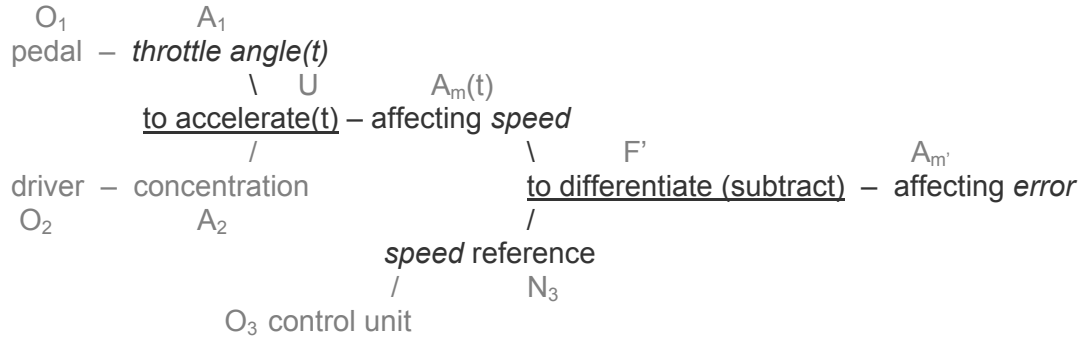 O₁ A₁
pedal – throttle angle(t)
\ U Aₘ(t)
to accelerate(t) – affecting speed
/ \ F' Aₘ'
driver – concentration to differentiate (subtract) – affecting error
O₂ A₂ /
speed reference
/ N₃
O₃ control unit